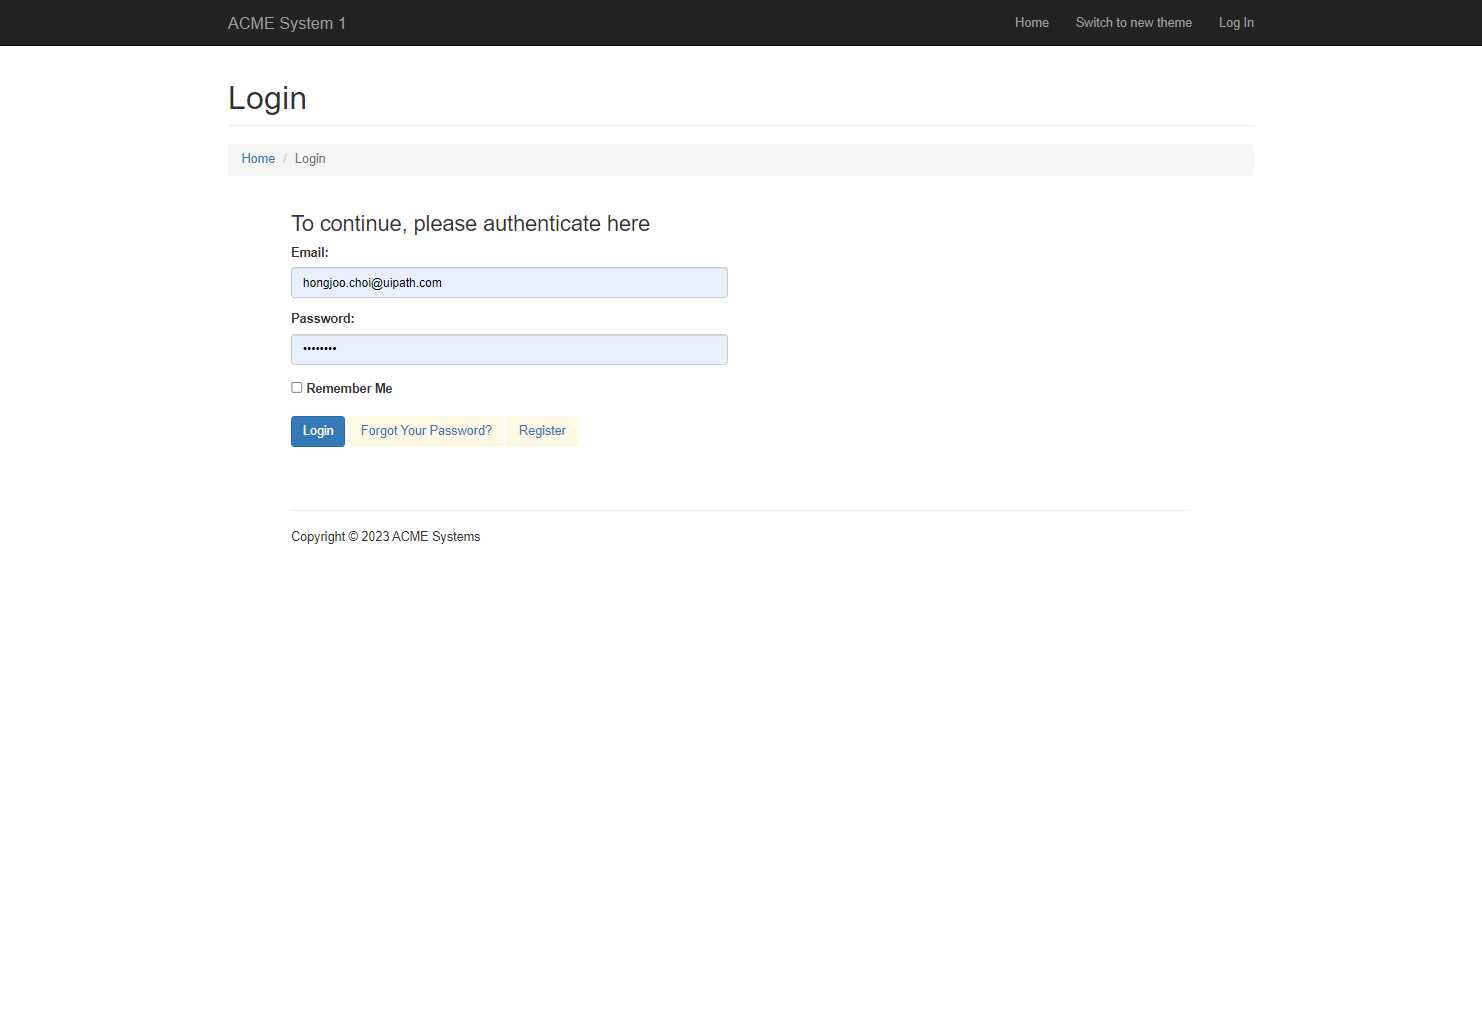 ACME System 1 Home Switch to new theme Log In
Login
Home / Login
To continue, please authenticate here
Email:
hongjoo.choi@uipath.com
Password:
••••••••
Remember Me
Login Forgot Your Password? Register
Copyright © 2023 ACME Systems